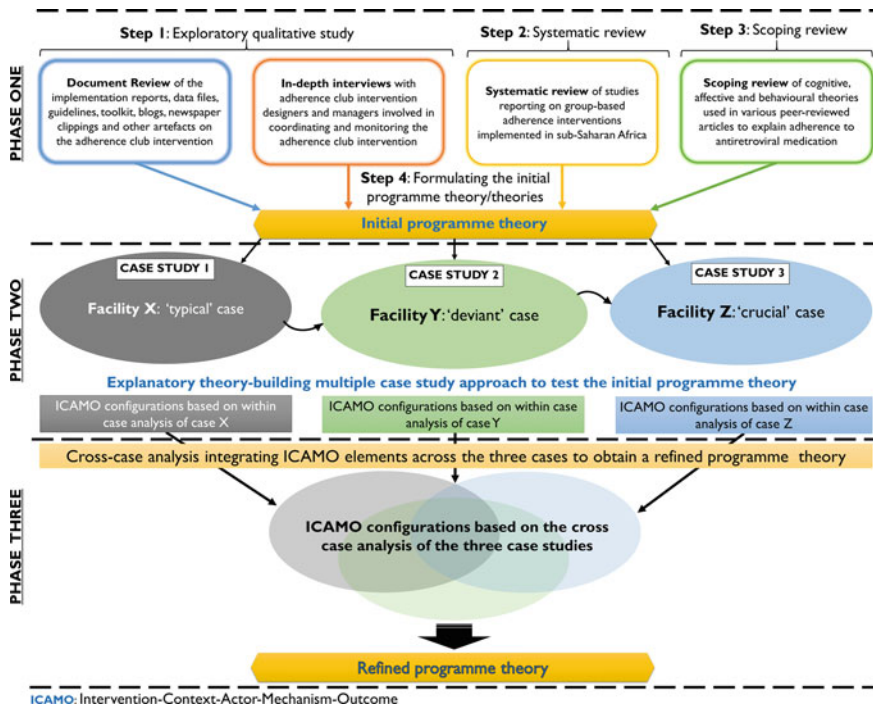 Step 1: Exploratory qualitative study
Step 2: Systematic review
Step 3: Scoping review
PHASE ONE
Document Review of the
implementation reports, data files,
guidelines, toolkit, blogs, newspaper
clippings and other artefacts on
the adherence club intervention
In-depth interviews with
adherence club intervention
designers and managers involved in
coordinating and monitoring the
adherence club intervention
Systematic review of studies
reporting on group-based
adherence interventions
implemented in sub-Saharan Africa
Scoping review of cognitive,
affective and behavioural theories
used in various peer-reviewed
articles to explain adherence to
antiretroviral medication
Step 4: Formulating the initial
programme theory/theories
Initial programme theory
PHASE TWO
CASE STUDY 1
Facility X: 'typical' case
CASE STUDY 2
Facility Y: 'deviant' case
CASE STUDY 3
Facility Z: 'crucial' case
Explanatory theory-building multiple case study approach to test the initial programme theory
ICAMO configurations based on within
case analysis of case X
ICAMO configurations based on within case
analysis of case Y
ICAMO configurations based on within case
analysis of case Z
Cross-case analysis integrating ICAMO elements across the three cases to obtain a refined programme theory
PHASE THREE
ICAMO configurations based on the cross
case analysis of the three case studies
Refined programme theory
ICAMO: Intervention-Context-Actor-Mechanism-Outcome